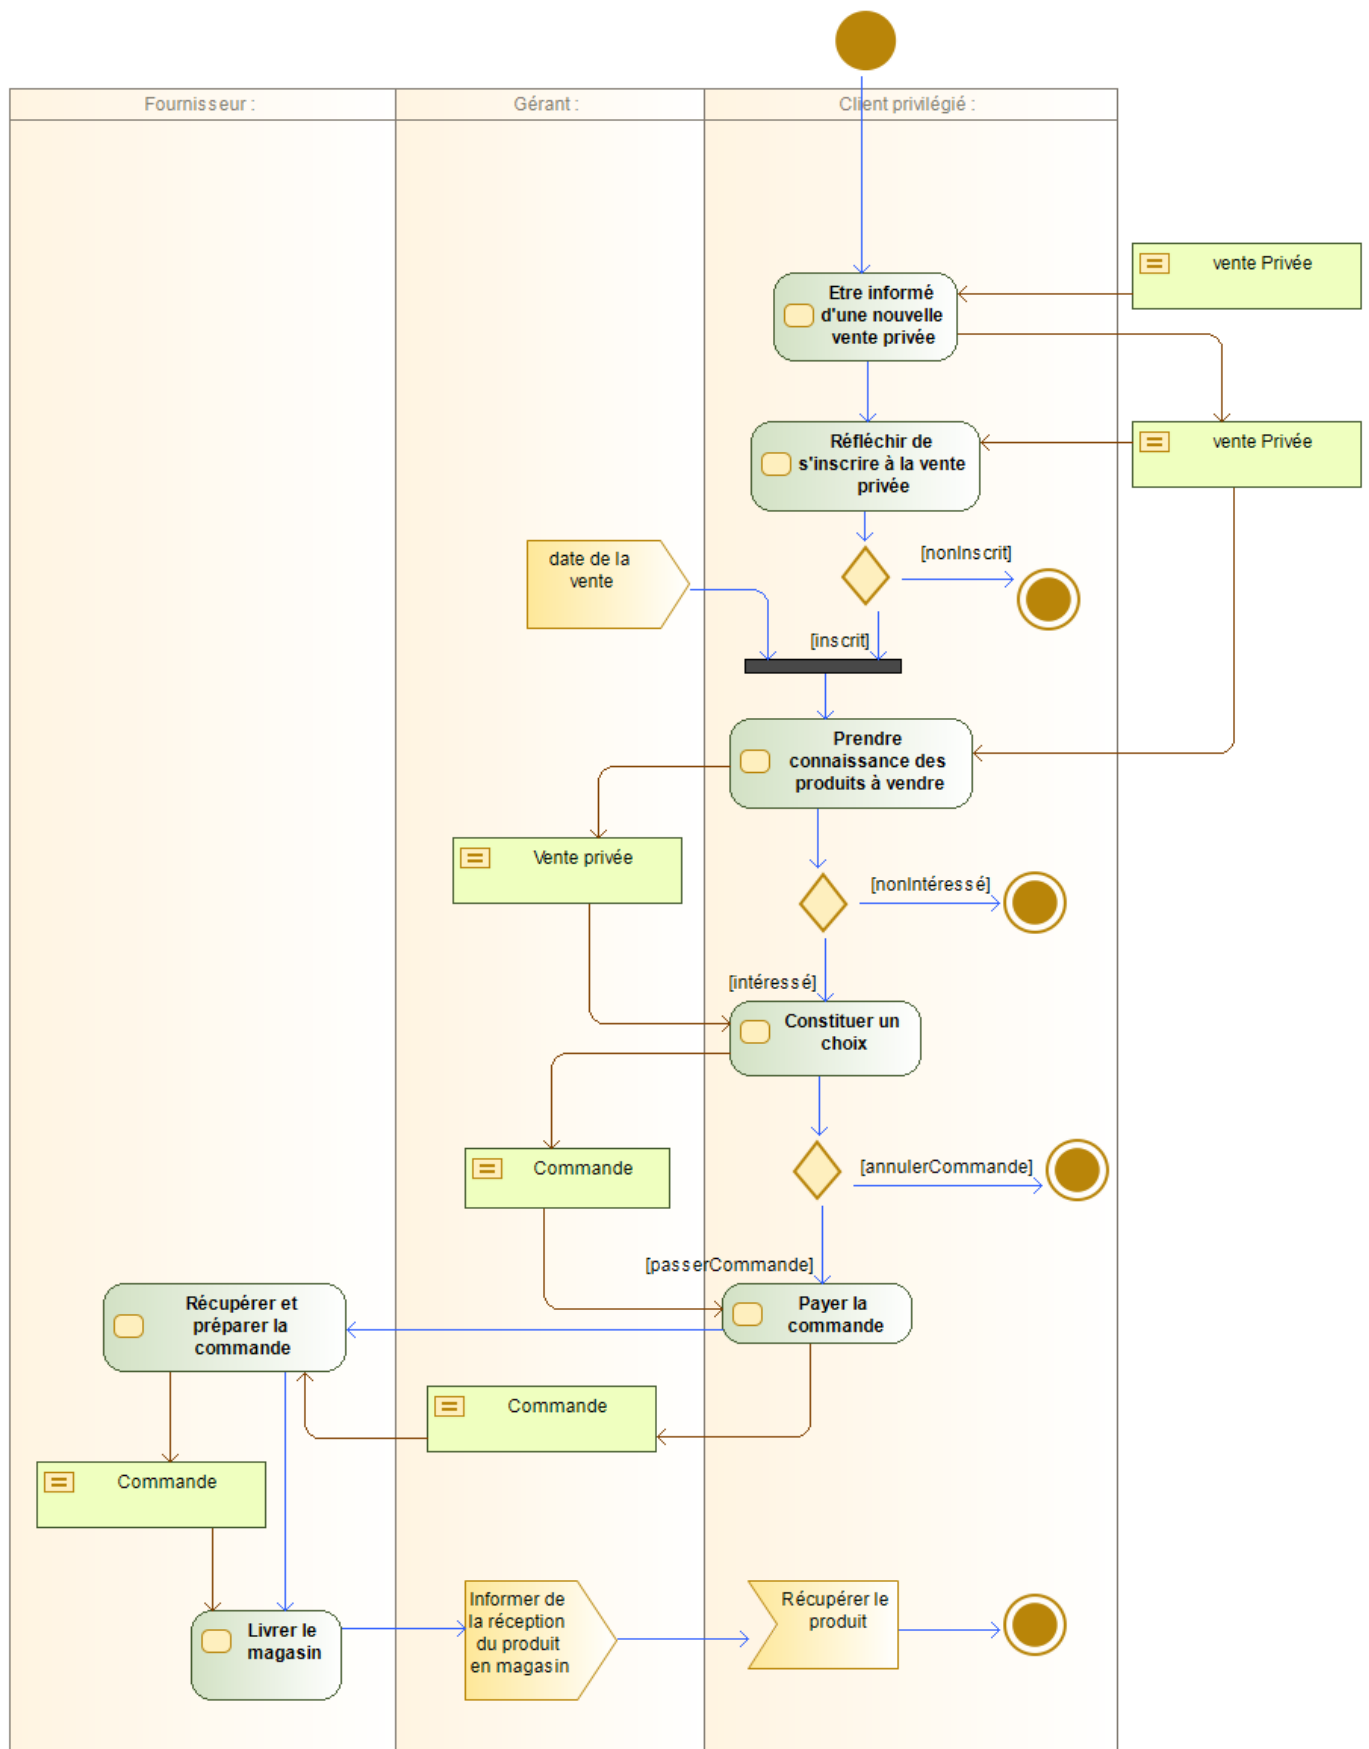 Fournisseur :
Gérant :
Client privilégié :
vente Privée
Etre informé
d'une nouvelle
vente privée
vente Privée
Réfléchir de
s'inscrire à la vente
privée
date de la
vente
[nonInscrit]
[inscrit]
Prendre
connaissance des
produits à vendre
Vente privée
[nonIntéressé]
[intéressé]
Constituer un
choix
Commande
[annulerCommande]
[passerCommande]
Récupérer et
préparer la
commande
Payer la
commande
Commande
Commande
Livrer le
magasin
Informer de
la réception
du produit
en magasin
Récupérer le
produit